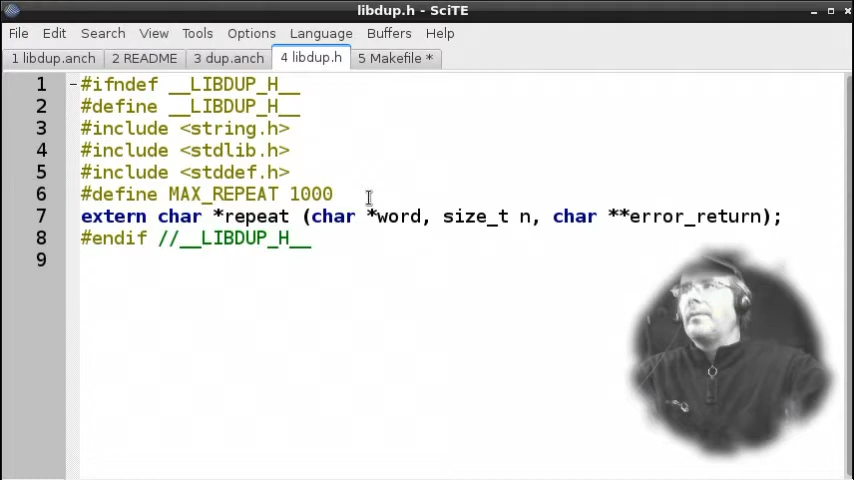 libdup.h - SciTE
File Edit Search View Tools Options Language Buffers Help
1 libdup.anch 2 README 3 dup.anch 4 libdup.h 5 Makefile *
1 #ifndef __LIBDUP_H__
2 #define __LIBDUP_H__
3 #include <string.h>
4 #include <stdlib.h>
5 #include <stddef.h>
6 #define MAX_REPEAT 1000
7 extern char *repeat (char *word, size_t n, char **error_return);
8 #endif //__LIBDUP_H__
9